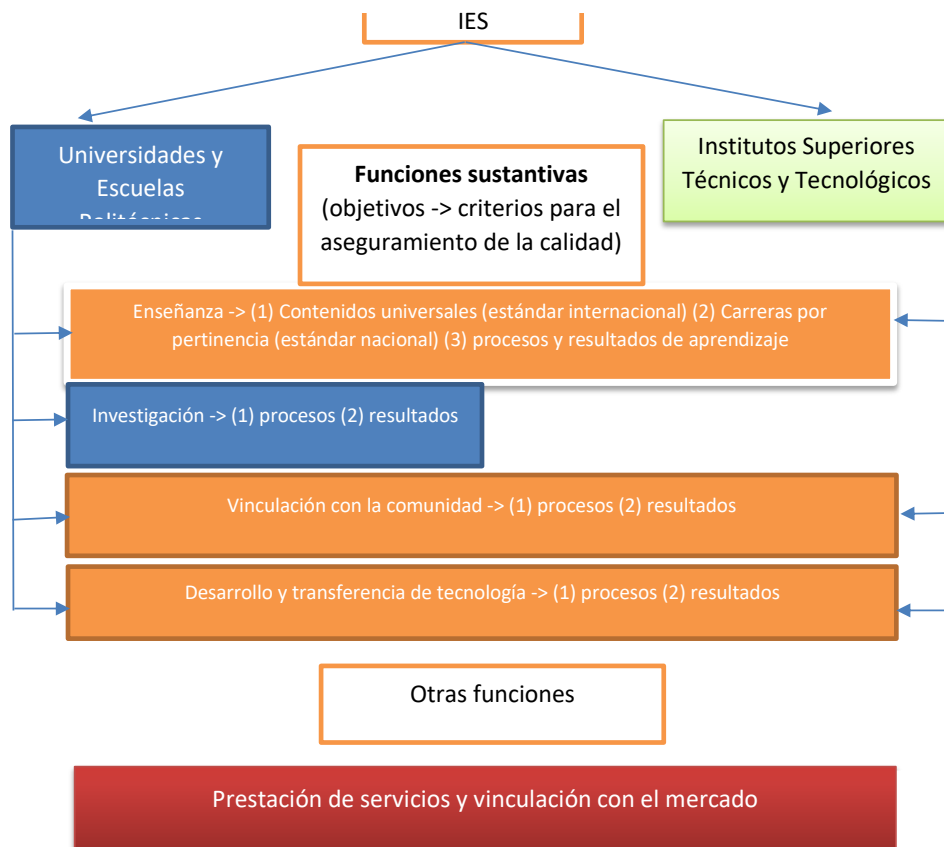 IES
Universidades y
Escuelas
Institutos Superiores
Técnicos y Tecnológicos
Funciones sustantivas
(objetivos -> criterios para el
aseguramiento de la calidad)
Enseñanza -> (1) Contenidos universales (estándar internacional) (2) Carreras por
pertinencia (estándar nacional) (3) procesos y resultados de aprendizaje
Investigación -> (1) procesos (2) resultados
Vinculación con la comunidad -> (1) procesos (2) resultados
Desarrollo y transferencia de tecnología -> (1) procesos (2) resultados
Otras funciones
Prestación de servicios y vinculación con el mercado